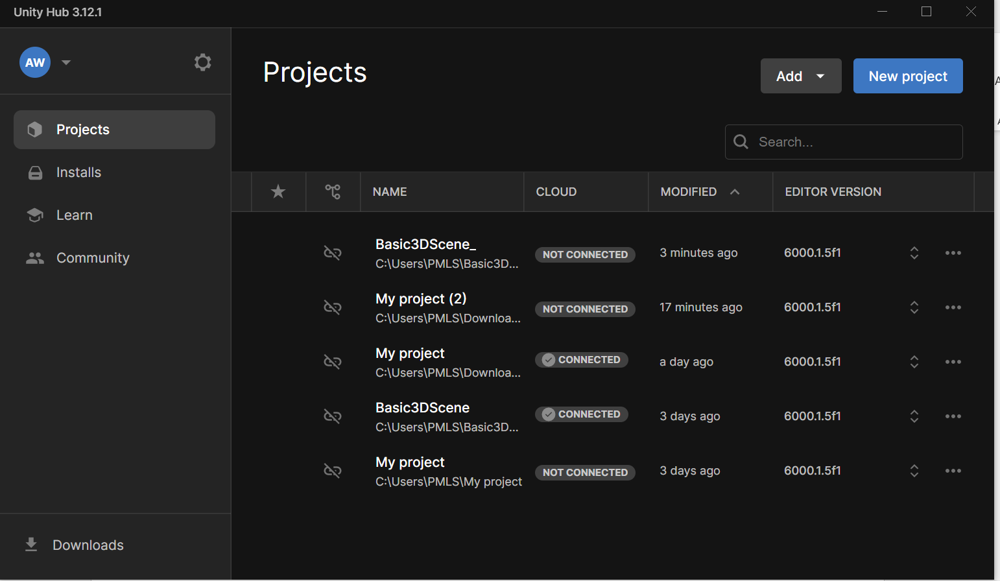 Unity Hub 3.12.1
AW
Projects
Installs
Learn
Community
Downloads
Projects
Add
New project
Search...
NAME CLOUD MODIFIED EDITOR VERSION
Basic3DScene_
C:\Users\PMLS\Basic3D...
NOT CONNECTED
3 minutes ago
6000.1.5f1
My project (2)
C:\Users\PMLS\Downloa...
NOT CONNECTED
17 minutes ago
6000.1.5f1
My project
C:\Users\PMLS\Downloa...
CONNECTED
a day ago
6000.1.5f1
Basic3DScene
C:\Users\PMLS\Basic3D...
CONNECTED
3 days ago
6000.1.5f1
My project
C:\Users\PMLS\My project
NOT CONNECTED
3 days ago
6000.1.5f1